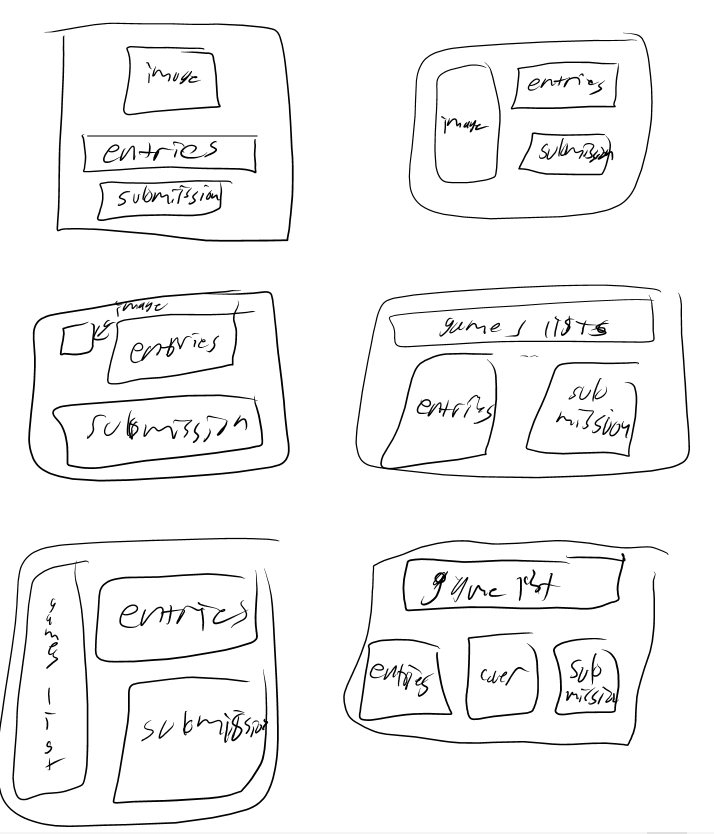 image
entries
submission
image
entries
submission
image
entries
submission
games lists
entries
sub
mission
games list
entries
submission
game list
entries
cover
sub
mission